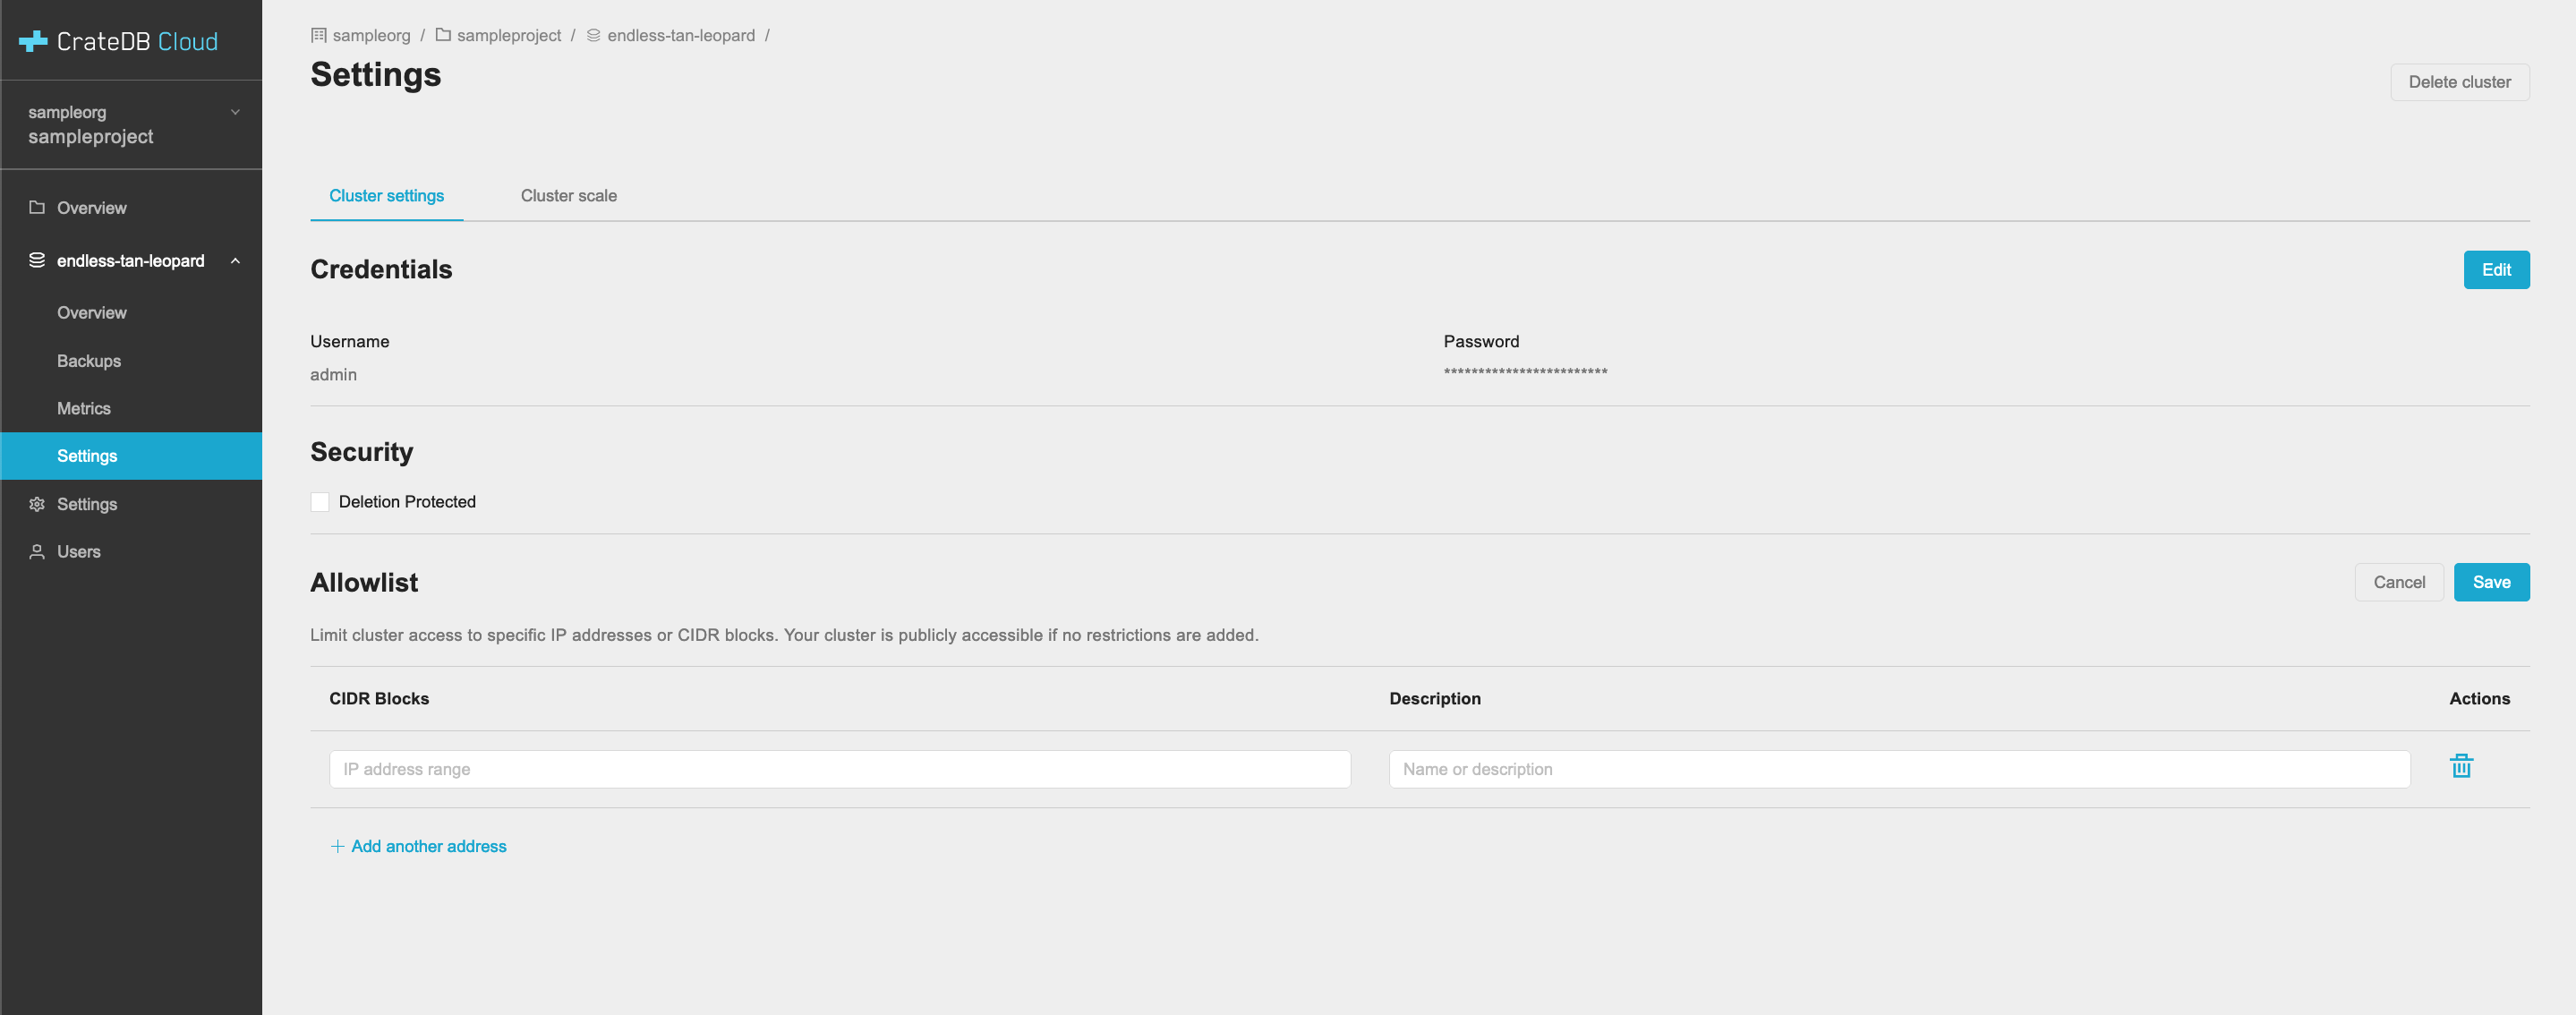 CrateDB Cloud
sampleorg
sampleproject
Overview
endless-tan-leopard
Overview
Backups
Metrics
Settings
Settings
Users
sampleorg / sampleproject / endless-tan-leopard /
Settings
Delete cluster
Cluster settings Cluster scale
Credentials
Edit
Username Password
admin ************************
Security
Deletion Protected
Allowlist
Cancel Save
Limit cluster access to specific IP addresses or CIDR blocks. Your cluster is publicly accessible if no restrictions are added.
CIDR Blocks Description Actions
IP address range Name or description
+ Add another address